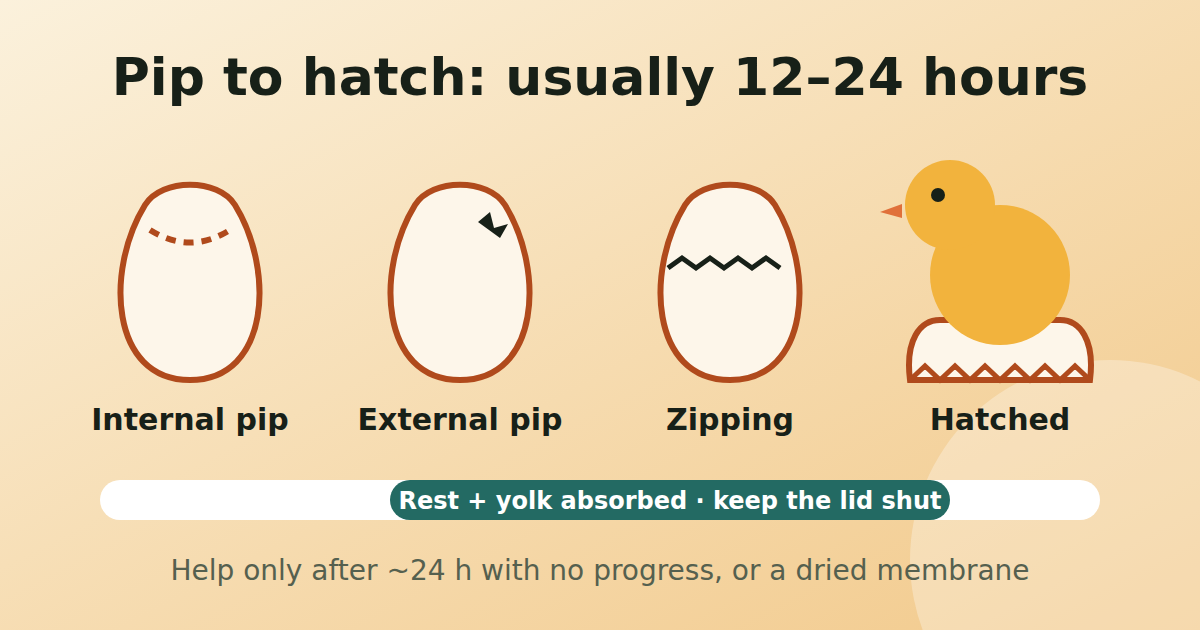 Pip to hatch: usually 12–24 hours
Internal pip
External pip
Zipping
Hatched
Rest + yolk absorbed · keep the lid shut
Help only after ~24 h with no progress, or a dried membrane